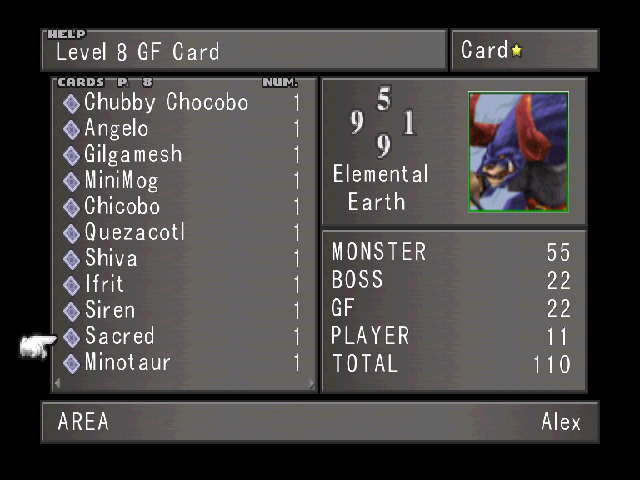 HELP
Level 8 GF Card
Card
CARDS P. 8 NUM.
Chubby Chocobo 1
Angelo 1
Gilgamesh 1
MiniMog 1
Chicobo 1
Quezacotl 1
Shiva 1
Ifrit 1
Siren 1
Sacred 1
Minotaur 1
5
9 1
9
Elemental
Earth
MONSTER 55
BOSS 22
GF 22
PLAYER 11
TOTAL 110
AREA Alex